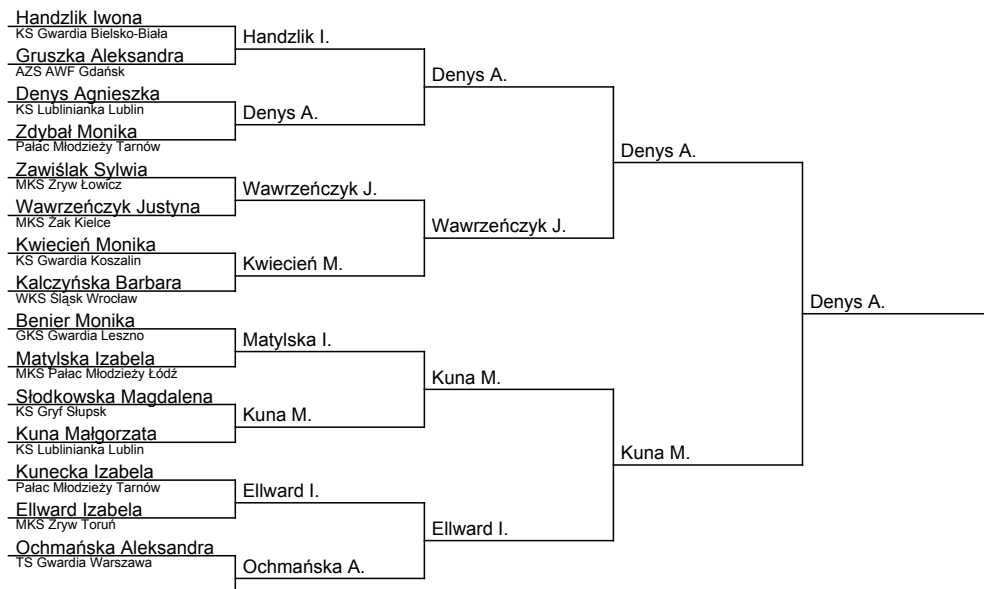 Handzlik Iwona
KS Gwardia Bielsko-Biała
Gruszka Aleksandra
AZS AWF Gdańsk
Denys Agnieszka
KS Lublinianka Lublin
Zdybał Monika
Pałac Młodzieży Tarnów
Zawiślak Sylwia
MKS Zryw Łowicz
Wawrzeńczyk Justyna
MKS Żak Kielce
Kwiecień Monika
KS Gwardia Koszalin
Kalczyńska Barbara
WKS Śląsk Wrocław
Benier Monika
GKS Gwardia Leszno
Matylska Izabela
MKS Pałac Młodzieży Łódź
Słodkowska Magdalena
KS Gryf Słupsk
Kuna Małgorzata
KS Lublinianka Lublin
Kunecka Izabela
Pałac Młodzieży Tarnów
Ellward Izabela
MKS Zryw Toruń
Ochmańska Aleksandra
TS Gwardia Warszawa
Handzlik I.
Denys A.
Wawrzeńczyk J.
Kwiecień M.
Matylska I.
Kuna M.
Ellward I.
Ochmańska A.
Denys A.
Wawrzeńczyk J.
Kuna M.
Ellward I.
Denys A.
Kuna M.
Denys A.